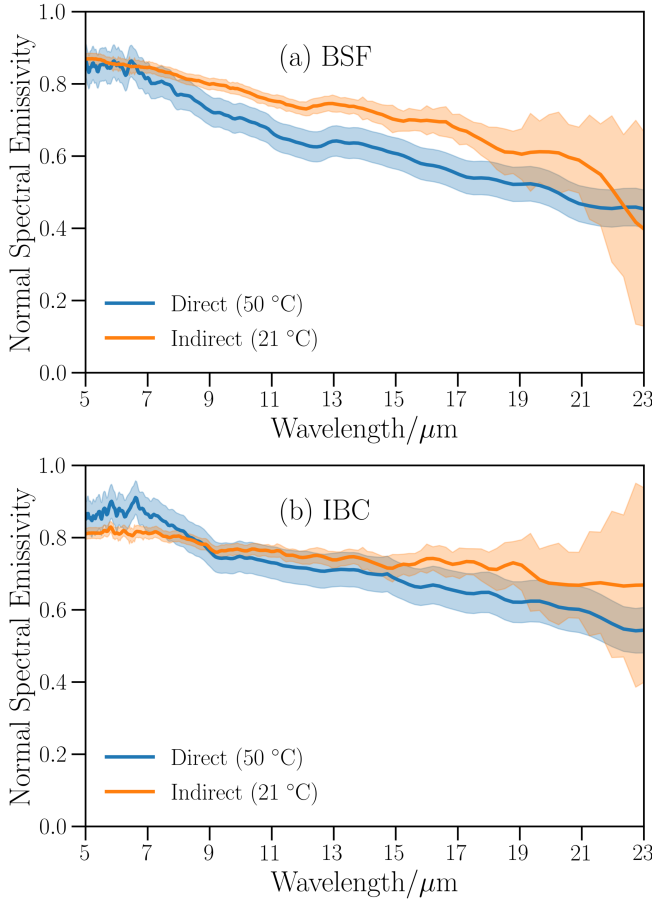 (a) BSF
Normal Spectral Emissivity
1.0
0.8
0.6
0.4
0.2
0.0
Direct (50 °C)
Indirect (21 °C)
5 7 9 11 13 15 17 19 21 23
Wavelength/μm
(b) IBC
Normal Spectral Emissivity
1.0
0.8
0.6
0.4
0.2
0.0
Direct (50 °C)
Indirect (21 °C)
5 7 9 11 13 15 17 19 21 23
Wavelength/μm